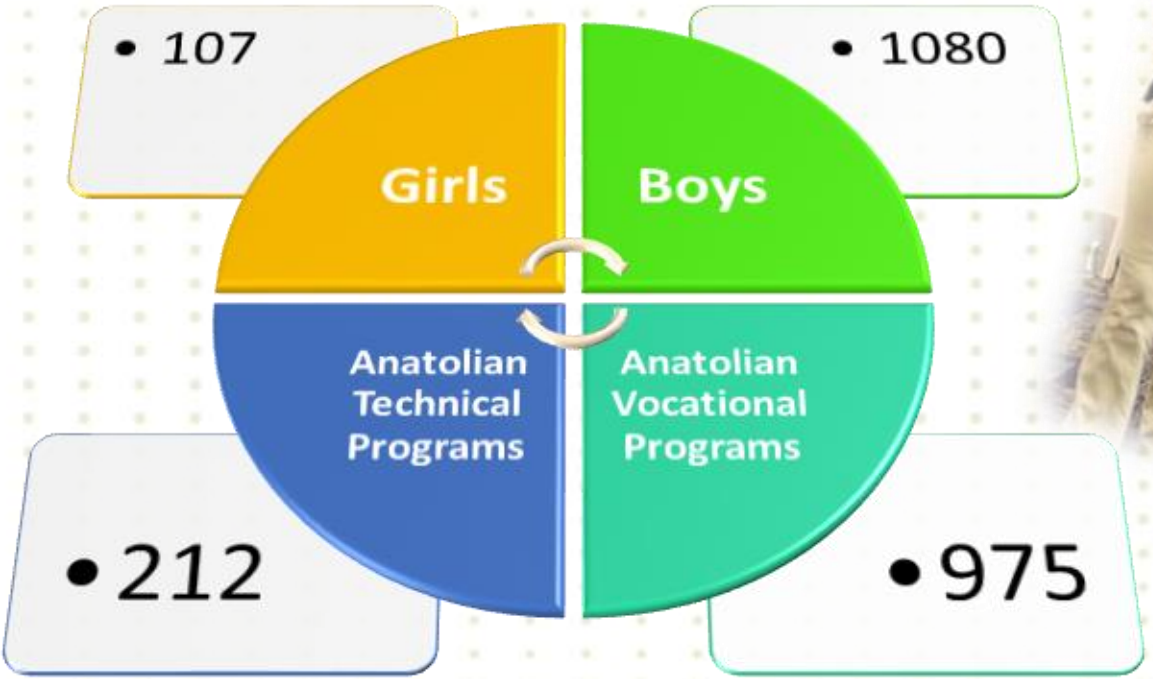 • 107
• 1080
Girls
Boys
Anatolian
Technical
Programs
Anatolian
Vocational
Programs
• 212
• 975